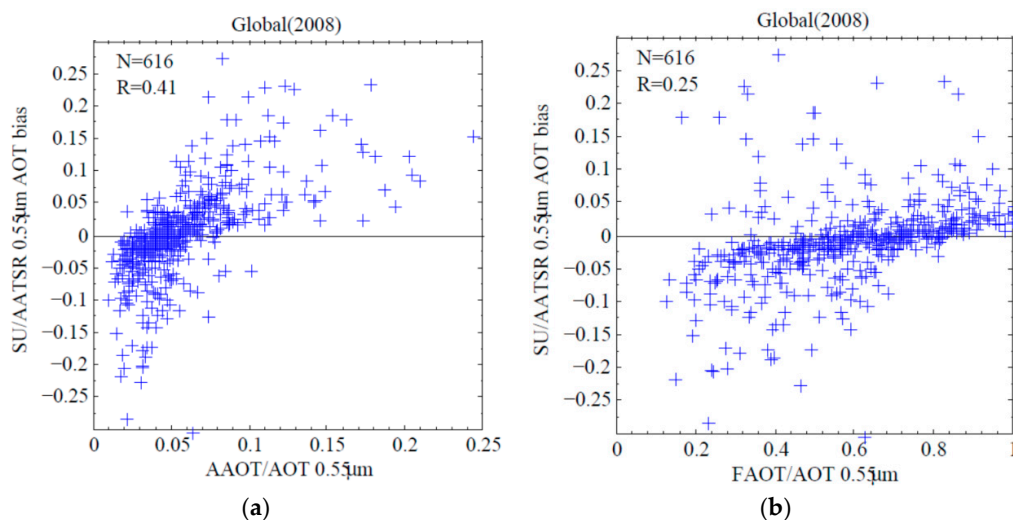 Global(2008)
N=616
R=0.41
SU/AATSR 0.55µm AOT bias
0.25
0.2
0.15
0.1
0.05
0
−0.05
−0.1
−0.15
−0.2
−0.25
0 0.05 0.1 0.15 0.2 0.25
AAOT/AOT 0.55µm
(a)
Global(2008)
N=616
R=0.25
SU/AATSR 0.55µm AOT bias
0.25
0.2
0.15
0.1
0.05
0
−0.05
−0.1
−0.15
−0.2
−0.25
0 0.2 0.4 0.6 0.8 1
FAOT/AOT 0.55µm
(b)